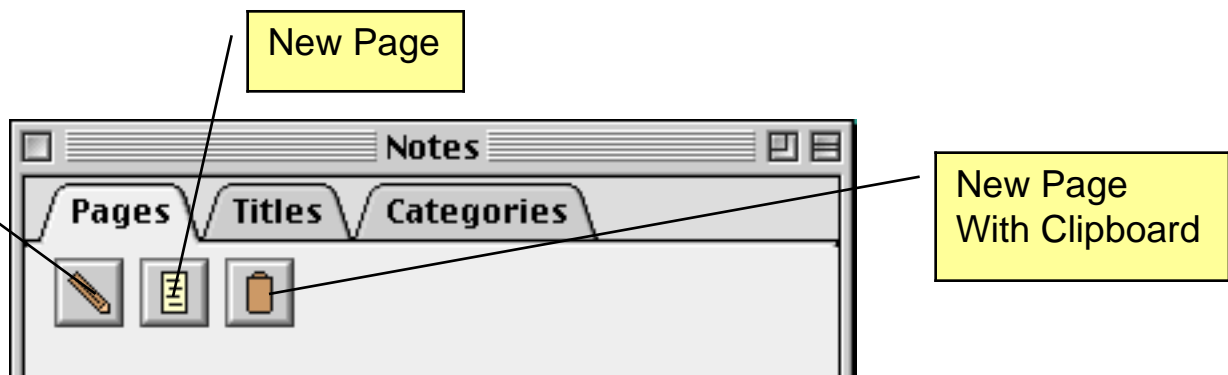 New Page
Notes
Pages Titles Categories
New Page
With Clipboard